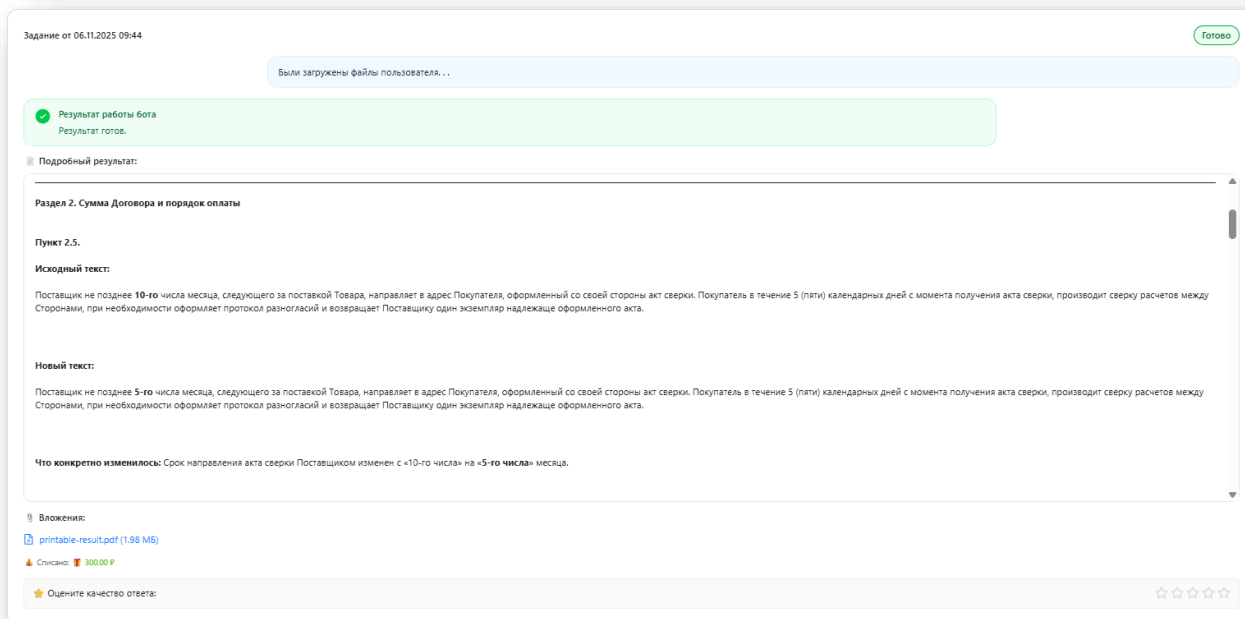 Задание от 06.11.2025 09:44
Готово
Были загружены файлы пользователя. . .
Результат работы бота
Результат готов.
Подробный результат:
Раздел 2. Сумма Договора и порядок оплаты
Пункт 2.5.
Исходный текст:
Поставщик не позднее 10-го числа месяца, следующего за поставкой Товара, направляет в адрес Покупателя, оформленный со своей стороны акт сверки. Покупатель в течение 5 (пяти) календарных дней с момента получения акта сверки, производит сверку расчетов между
Сторонами, при необходимости оформляет протокол разногласий и возвращает Поставщику один экземпляр надлежаще оформленного акта.
Новый текст:
Поставщик не позднее 5-го числа месяца, следующего за поставкой Товара, направляет в адрес Покупателя, оформленный со своей стороны акт сверки. Покупатель в течение 5 (пяти) календарных дней с момента получения акта сверки, производит сверку расчетов между
Сторонами, при необходимости оформляет протокол разногласий и возвращает Поставщику один экземпляр надлежаще оформленного акта.
Что конкретно изменилось: Срок направления акта сверки Поставщиком изменен с «10-го числа» на «5-го числа» месяца.
Вложения:
printable-result.pdf (1.98 МБ)
Списано: 300.00 ₽
Оцените качество ответа: